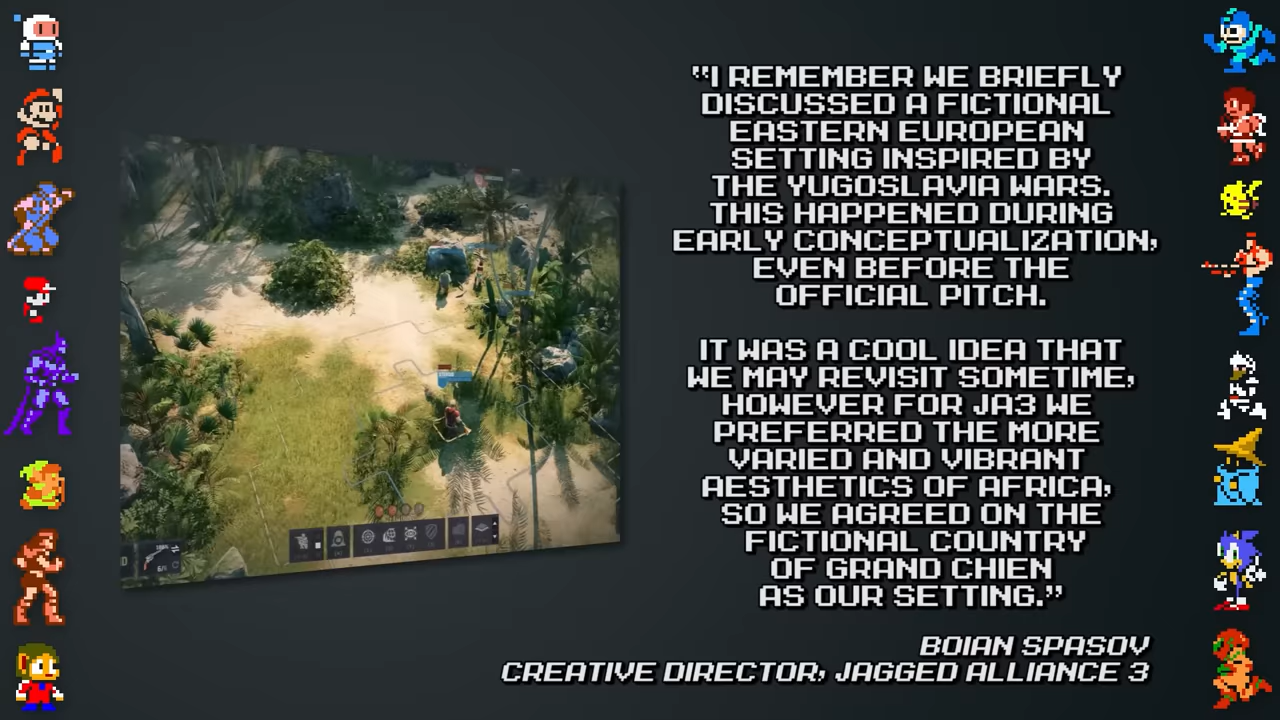 "I REMEMBER WE BRIEFLY
DISCUSSED A FICTIONAL
EASTERN EUROPEAN
SETTING INSPIRED BY
THE YUGOSLAVIA WARS.
THIS HAPPENED DURING
EARLY CONCEPTUALIZATION,
EVEN BEFORE THE
OFFICIAL PITCH.
IT WAS A COOL IDEA THAT
WE MAY REVISIT SOMETIME,
HOWEVER FOR JA3 WE
PREFERRED THE MORE
VARIED AND VIBRANT
AESTHETICS OF AFRICA,
SO WE AGREED ON THE
FICTIONAL COUNTRY
OF GRAND CHIEN
AS OUR SETTING."
BOIAN SPASOV
CREATIVE DIRECTOR, JAGGED ALLIANCE 3